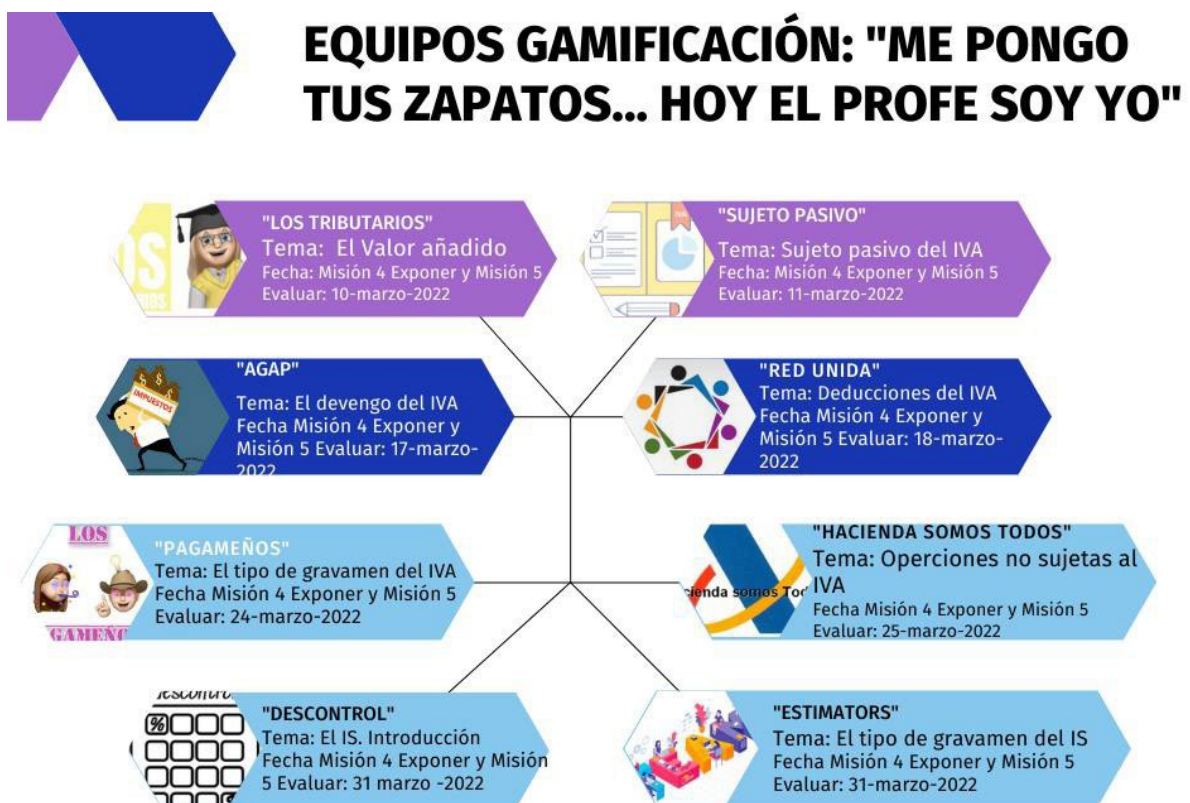 EQUIPOS GAMIFICACIÓN: "ME PONGO
TUS ZAPATOS... HOY EL PROFE SOY YO"
OS
RIOS
"LOS TRIBUTARIOS"
Tema: El Valor añadido
Fecha: Misión 4 Exponer y Misión 5
Evaluar: 10-marzo-2022
"SUJETO PASIVO"
Tema: Sujeto pasivo del IVA
Fecha: Misión 4 Exponer y Misión 5
Evaluar: 11-marzo-2022
IMPUESTOS
"AGAP"
Tema: El devengo del IVA
Fecha Misión 4 Exponer y
Misión 5 Evaluar: 17-marzo-
2022
"RED UNIDA"
Tema: Deducciones del IVA
Fecha Misión 4 Exponer y
Misión 5 Evaluar: 18-marzo-
2022
LOS
GAMEÑO
"PAGAMEÑOS"
Tema: El tipo de gravamen del IVA
Fecha Misión 4 Exponer y Misión 5
Evaluar: 24-marzo-2022
cienda somos Tod
"HACIENDA SOMOS TODOS"
Tema: Operciones no sujetas al
IVA
Fecha Misión 4 Exponer y Misión 5
Evaluar: 25-marzo-2022
descontrol
%
"DESCONTROL"
Tema: El IS. Introducción
Fecha Misión 4 Exponer y Misión
5 Evaluar: 31 marzo -2022
"ESTIMATORS"
Tema: El tipo de gravamen del IS
Fecha Misión 4 Exponer y Misión 5
Evaluar: 31-marzo-2022